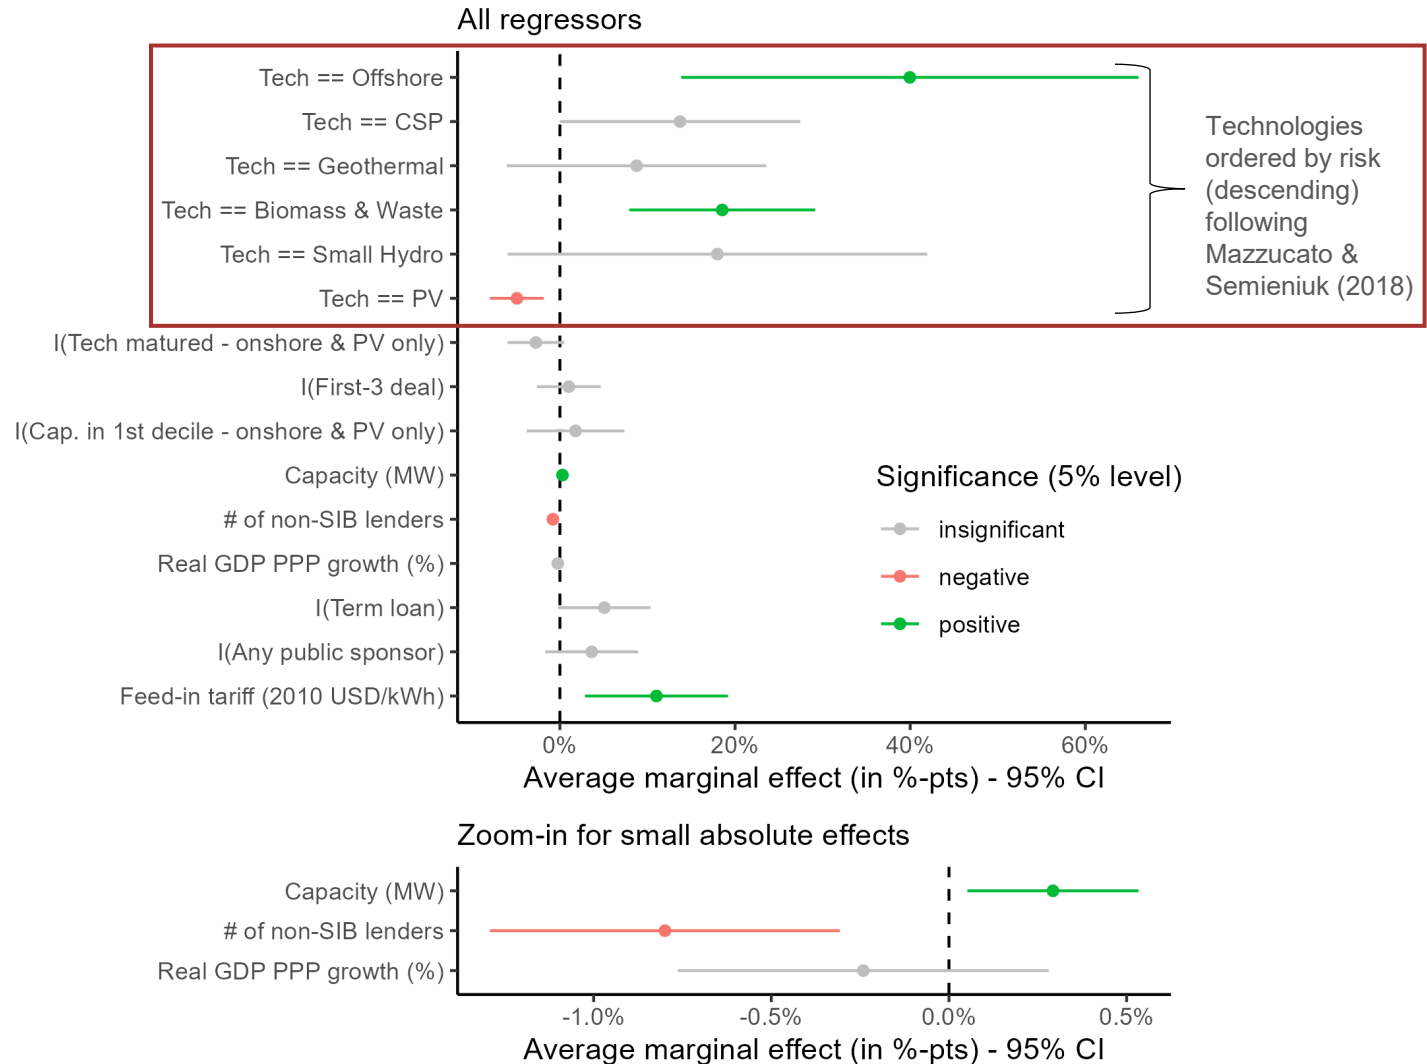 All regressors
Tech == Offshore
Tech == CSP
Tech == Geothermal
Tech == Biomass & Waste
Tech == Small Hydro
Tech == PV
I(Tech matured - onshore & PV only)
I(First-3 deal)
I(Cap. in 1st decile - onshore & PV only)
Capacity (MW)
# of non-SIB lenders
Real GDP PPP growth (%)
I(Term loan)
I(Any public sponsor)
Feed-in tariff (2010 USD/kWh)
0% 20% 40% 60%
Average marginal effect (in %-pts) - 95% CI
Technologies
ordered by risk
(descending)
following
Mazzucato &
Semieniuk (2018)
Significance (5% level)
insignificant
negative
positive
Zoom-in for small absolute effects
Capacity (MW)
# of non-SIB lenders
Real GDP PPP growth (%)
-1.0% -0.5% 0.0% 0.5%
Average marginal effect (in %-pts) - 95% CI